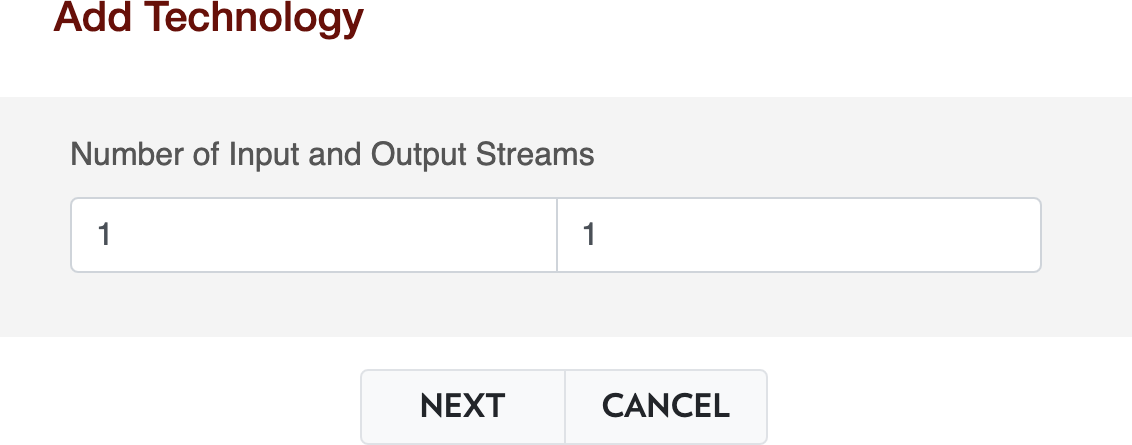 Add Technology
Number of Input and Output Streams
1 1
NEXT CANCEL